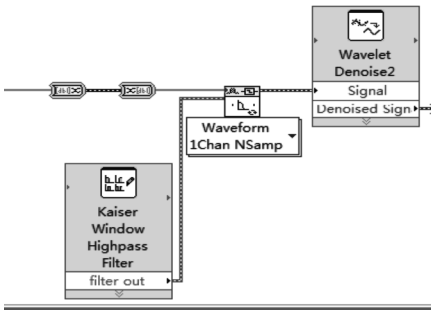 Wavelet
Denoise2
Signal
Denoised Sign
Waveform
1Chan NSamp
Kaiser
Window
Highpass
Filter
filter out